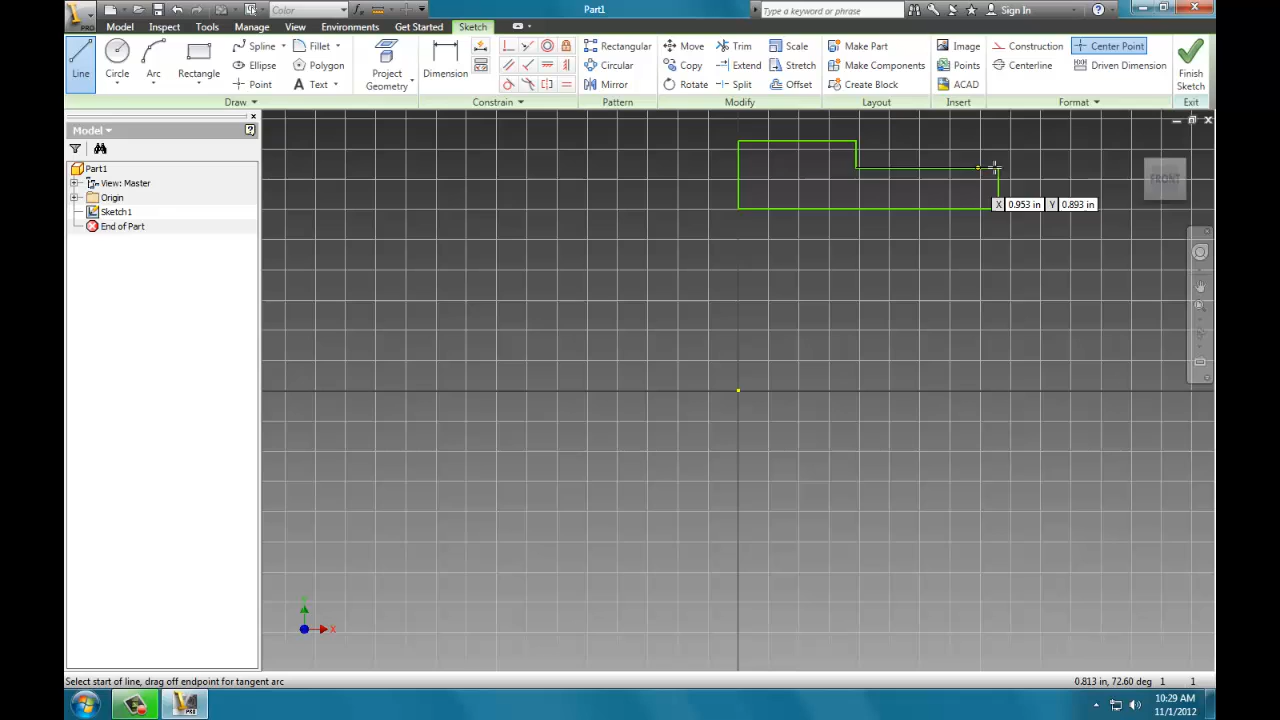 Color
Part1
Type a keyword or phrase
Sign In
PRO
Model Inspect Tools Manage View Environments Get Started Sketch
Line
Circle
Arc
Rectangle
Spline
Ellipse
Point
Fillet
Polygon
Text
Project
Geometry
Dimension
Rectangular
Circular
Mirror
Move
Copy
Rotate
Trim
Extend
Split
Scale
Stretch
Offset
Make Part
Make Components
Create Block
Image
Points
ACAD
Construction
Centerline
Center Point
Driven Dimension
Finish
Sketch
Draw
Constrain
Pattern
Modify
Layout
Insert
Format
Exit
Model
Part1
View: Master
Origin
Sketch1
End of Part
FRONT
X 0.953 in Y 0.893 in
X
Select start of line, drag off endpoint for tangent arc
0.813 in, 72.60 deg 1 1
PRO
10:29 AM
11/1/2012